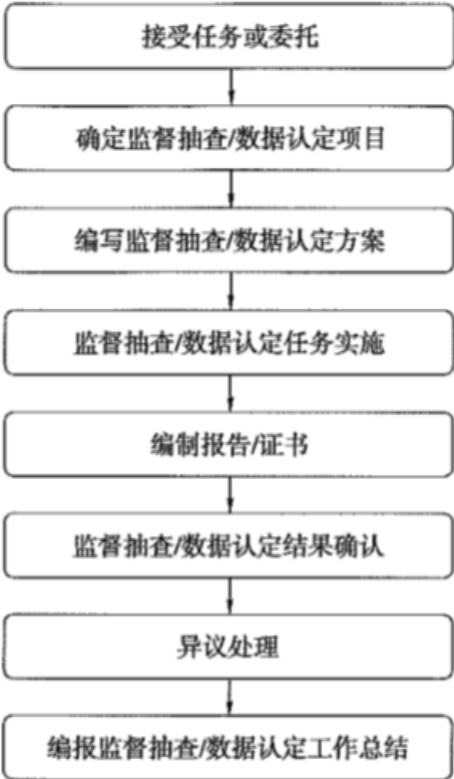 接受任务或委托
确定监督抽查/数据认定项目
编写监督抽查/数据认定方案
监督抽查/数据认定任务实施
编制报告/证书
监督抽查/数据认定结果确认
异议处理
编报监督抽查/数据认定工作总结